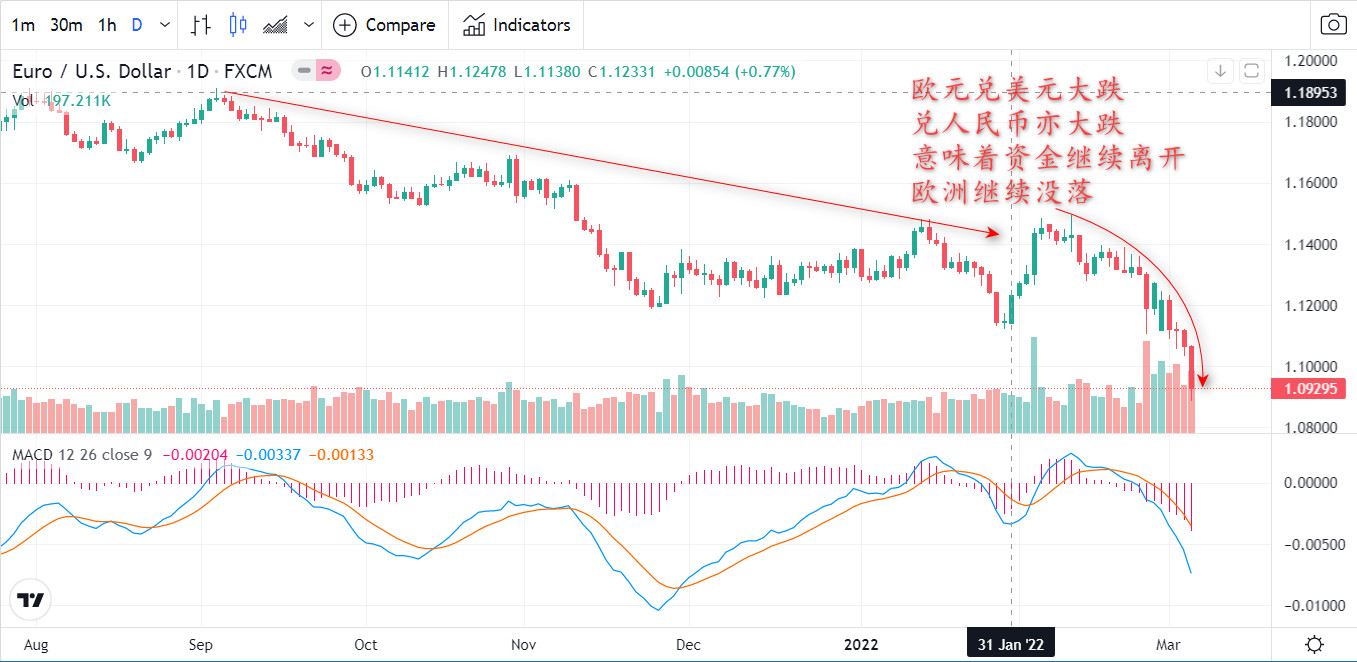 1m 30m 1h D Compare Indicators
Euro / U.S. Dollar · 1D · FXCM O1.11412 H1.12478 L1.11380 C1.12331 +0.00854 (+0.77%)
Vol 197.211K
欧元兑美元大跌
兑人民币亦大跌
意味着资金继续离开
欧洲继续没落
1.20000
1.18953
1.18000
1.16000
1.14000
1.12000
1.10000
1.09295
1.08000
MACD 12 26 close 9 −0.00204 −0.00337 −0.00133
0.00000
−0.00500
−0.01000
Aug Sep Oct Nov Dec 2022 31 Jan '22 Mar